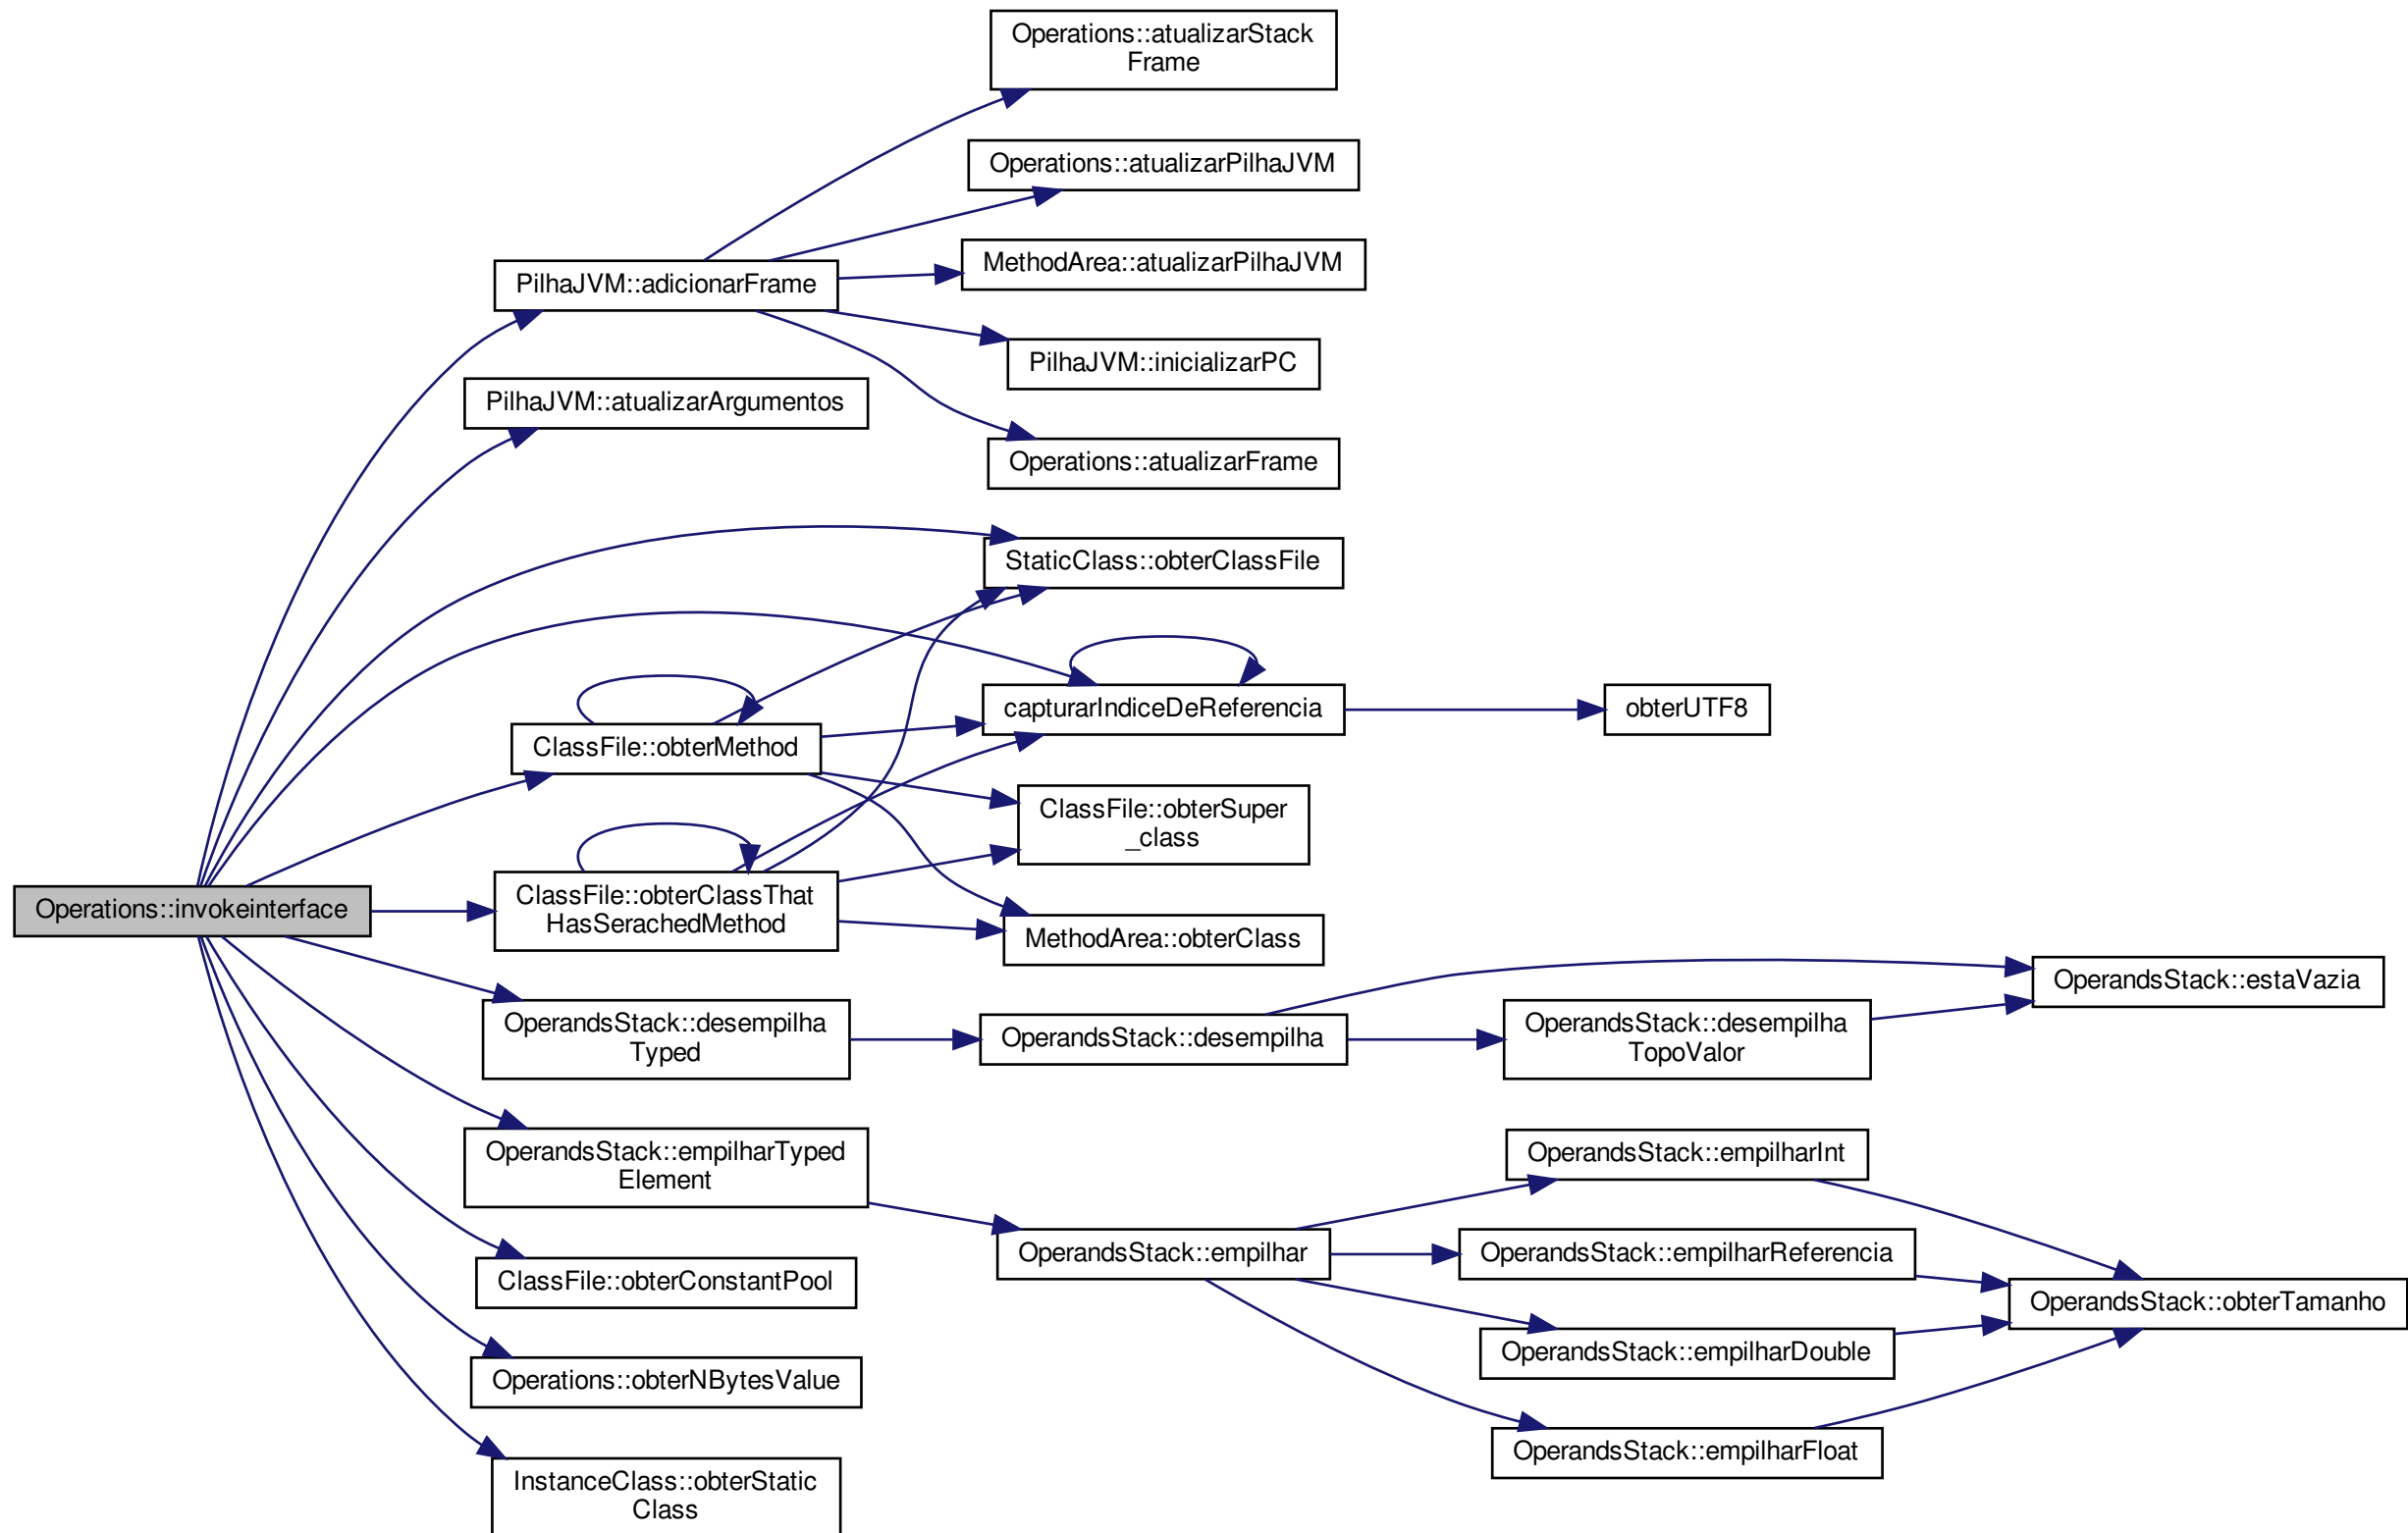 Operations::atualizarStack
Frame
Operations::atualizarPilhaJVM
MethodArea::atualizarPilhaJVM
PilhaJVM::adicionarFrame
PilhaJVM::inicializarPC
PilhaJVM::atualizarArgumentos
Operations::atualizarFrame
StaticClass::obterClassFile
capturarIndiceDeReferencia
obterUTF8
ClassFile::obterMethod
ClassFile::obterSuper
_class
Operations::invokeinterface
ClassFile::obterClassThat
HasSerachedMethod
MethodArea::obterClass
OperandsStack::estaVazia
OperandsStack::desempilha
Typed
OperandsStack::desempilha
OperandsStack::desempilha
TopoValor
OperandsStack::empilharTyped
Element
OperandsStack::empilharInt
OperandsStack::empilhar
OperandsStack::empilharReferencia
ClassFile::obterConstantPool
OperandsStack::obterTamanho
OperandsStack::empilharDouble
Operations::obterNBytesValue
OperandsStack::empilharFloat
InstanceClass::obterStatic
Class